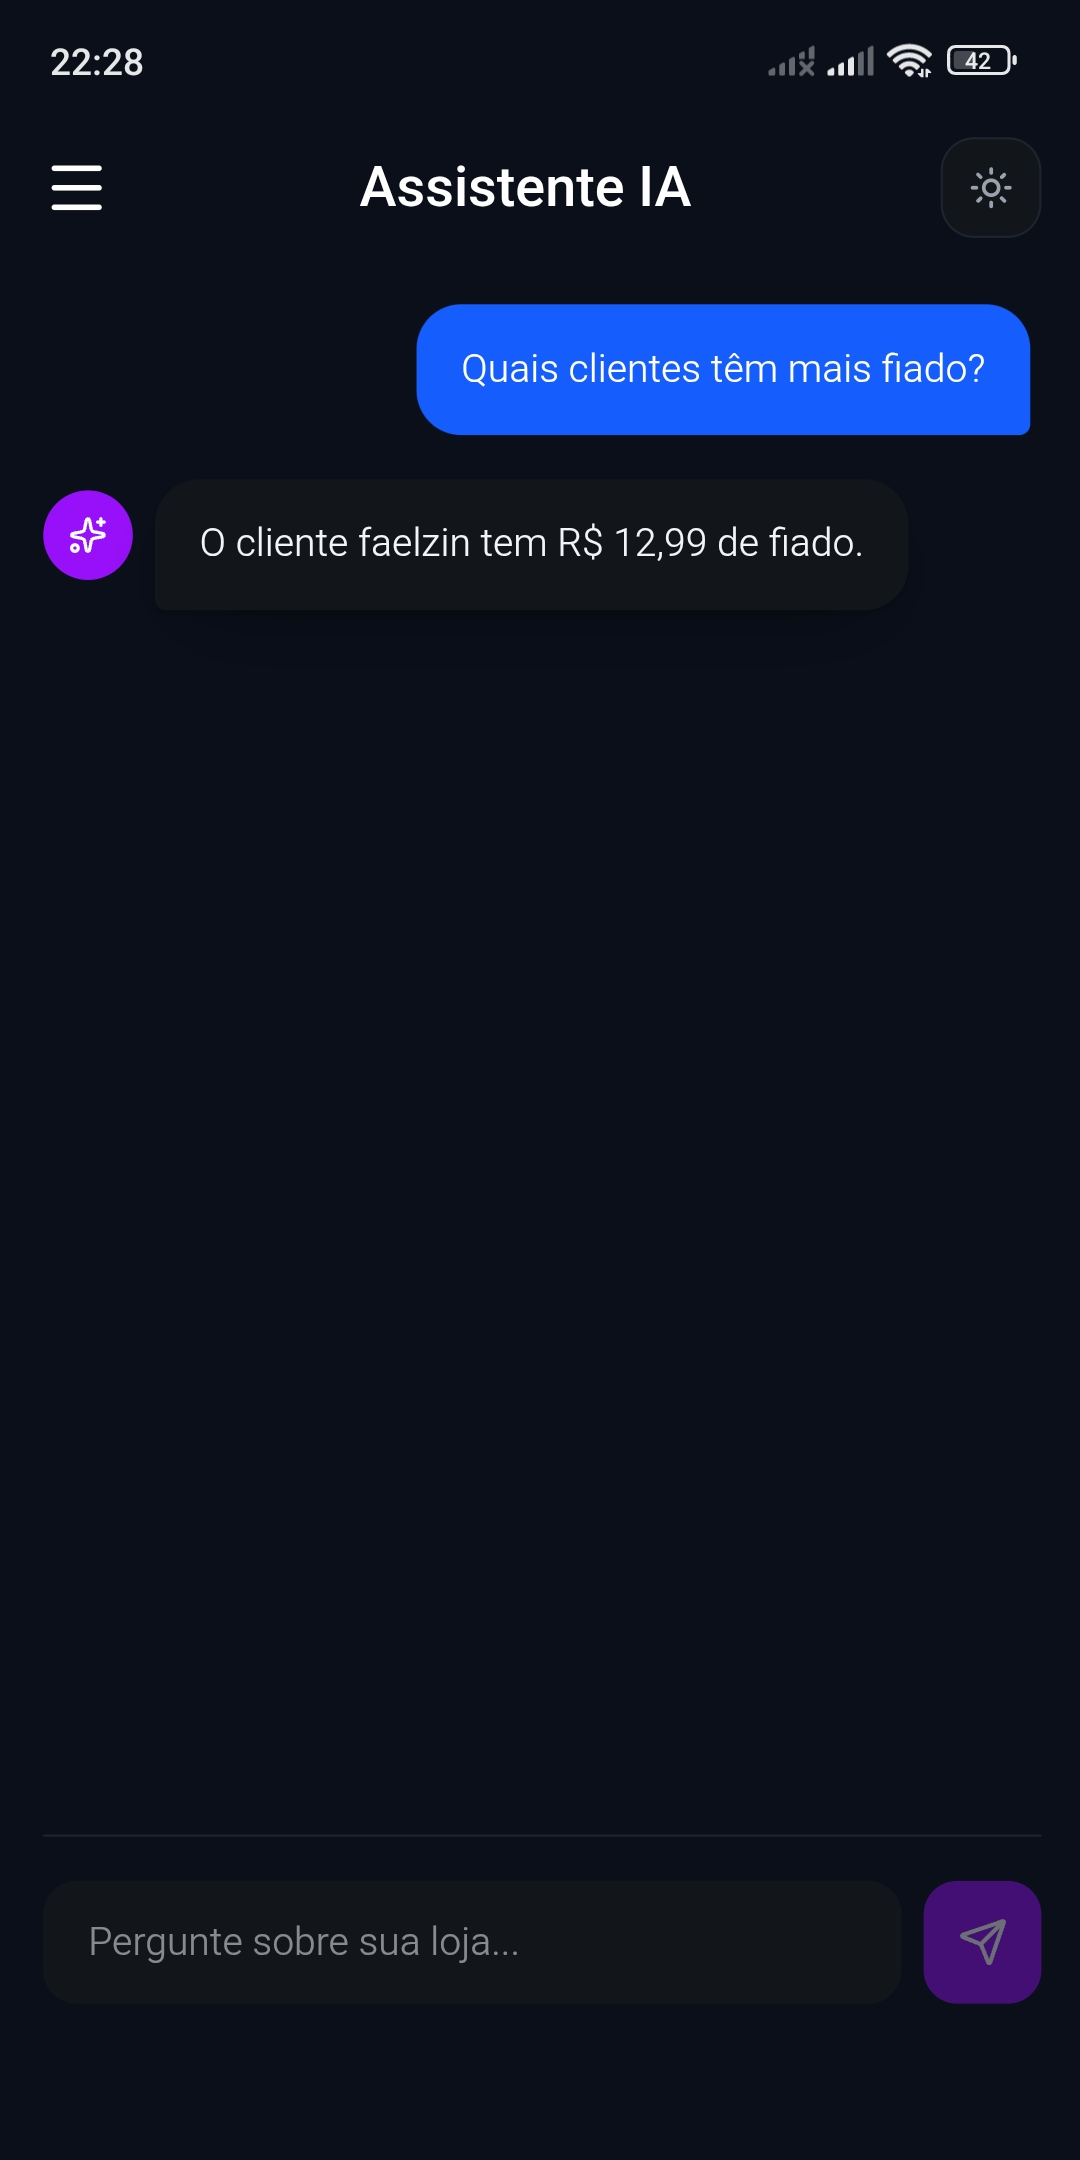 22:28
42
Assistente IA
Quais clientes têm mais fiado?
O cliente faelzin tem R$ 12,99 de fiado.
Pergunte sobre sua loja...